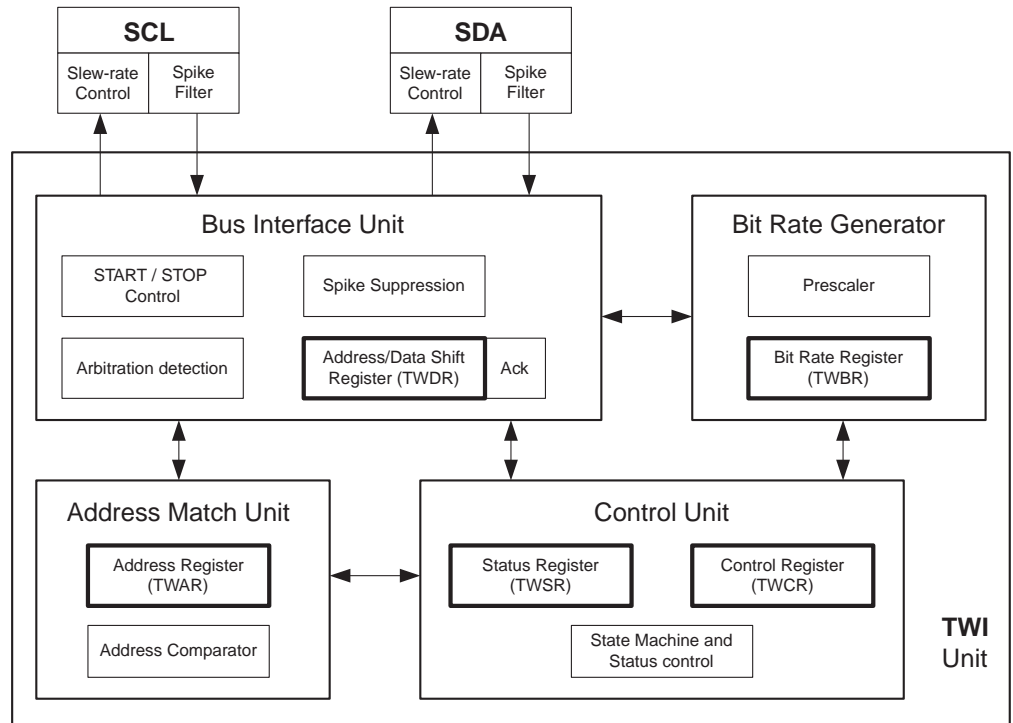 SCL
Slew-rate
Control
Spike
Filter
SDA
Slew-rate
Control
Spike
Filter
Bus Interface Unit
START / STOP
Control
Spike Suppression
Arbitration detection
Address/Data Shift
Register (TWDR)
Ack
Bit Rate Generator
Prescaler
Bit Rate Register
(TWBR)
Address Match Unit
Address Register
(TWAR)
Address Comparator
Control Unit
Status Register
(TWSR)
Control Register
(TWCR)
State Machine and
Status control
TWI
Unit